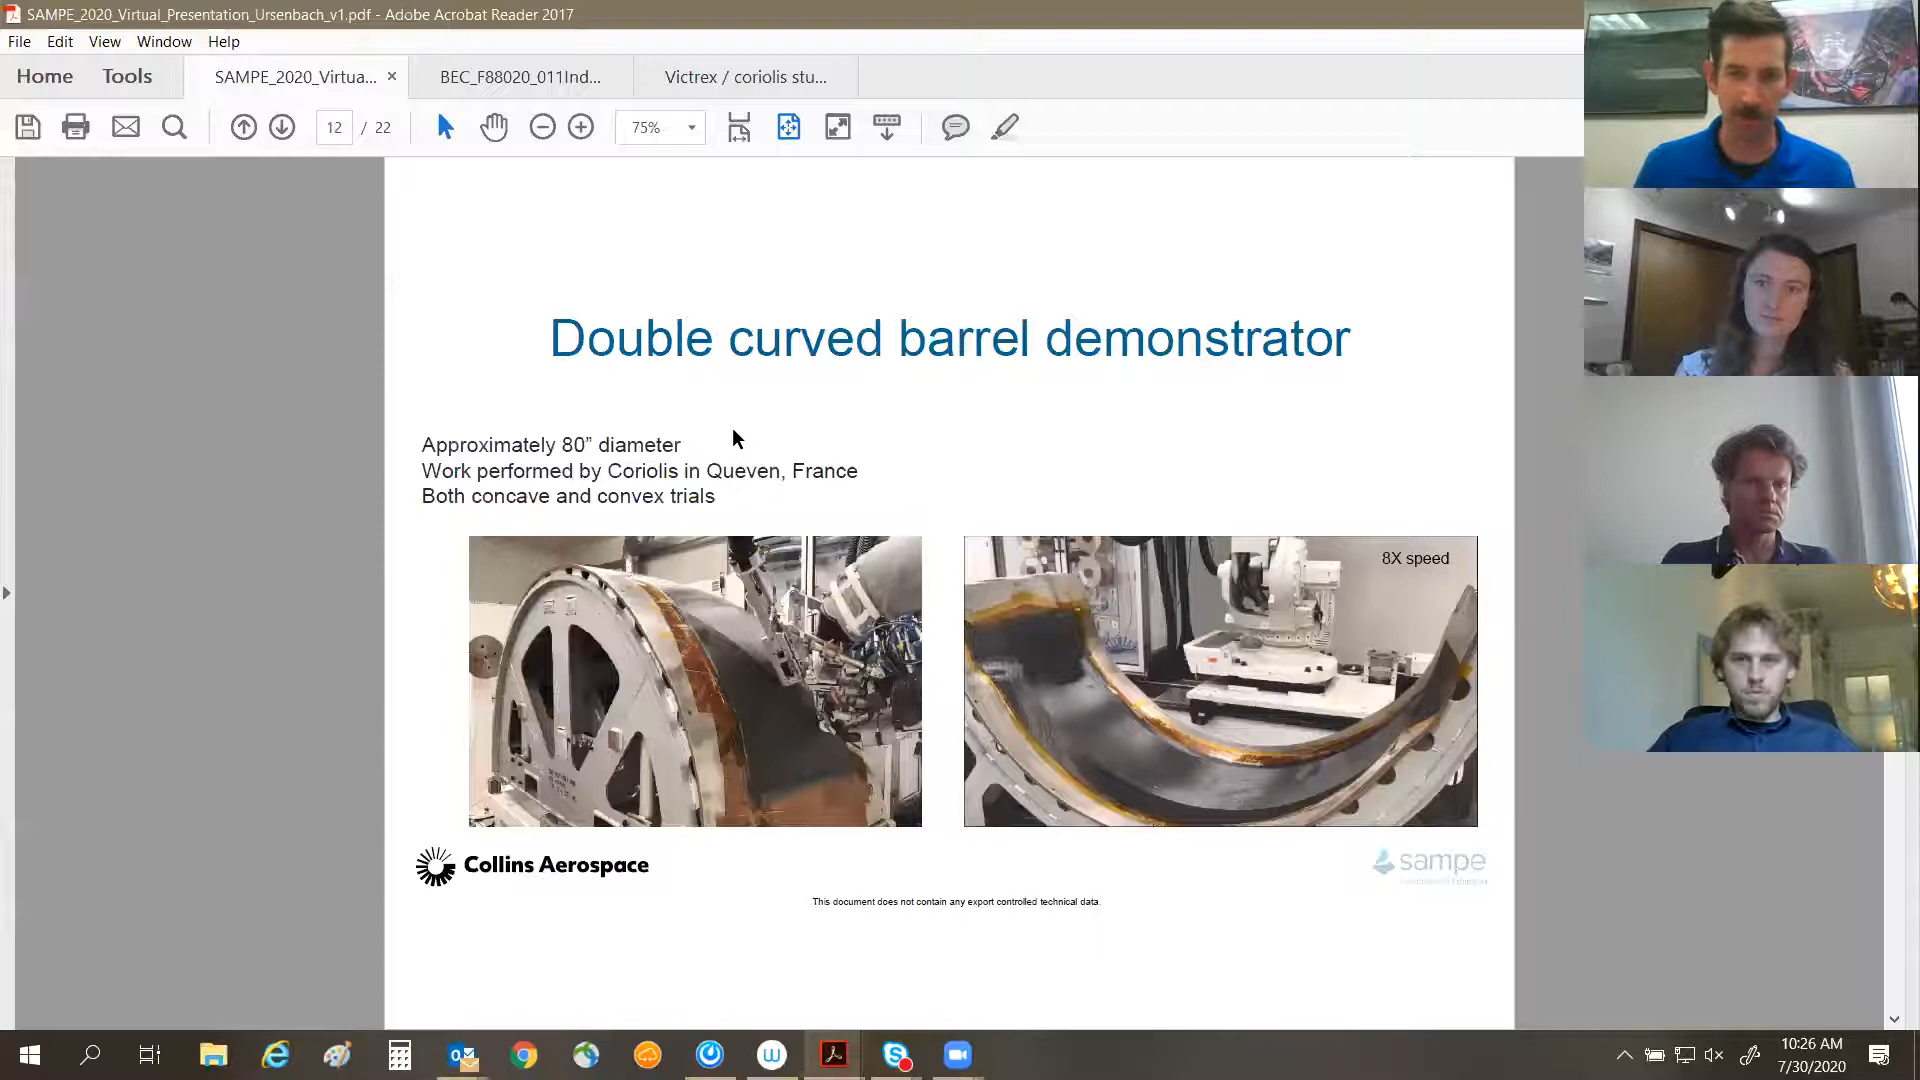 SAMPE_2020_Virtual_Presentation_Ursenbach_v1.pdf - Adobe Acrobat Reader 2017
File Edit View Window Help
Home Tools SAMPE_2020_Virtua... × BEC_F88020_011Ind... Victrex / coriolis stu...
12 / 22 75%
Double curved barrel demonstrator
Approximately 80” diameter
Work performed by Coriolis in Queven, France
Both concave and convex trials
8X speed
Collins Aerospace
sampe
This document does not contain any export controlled technical data.
10:26 AM
7/30/2020